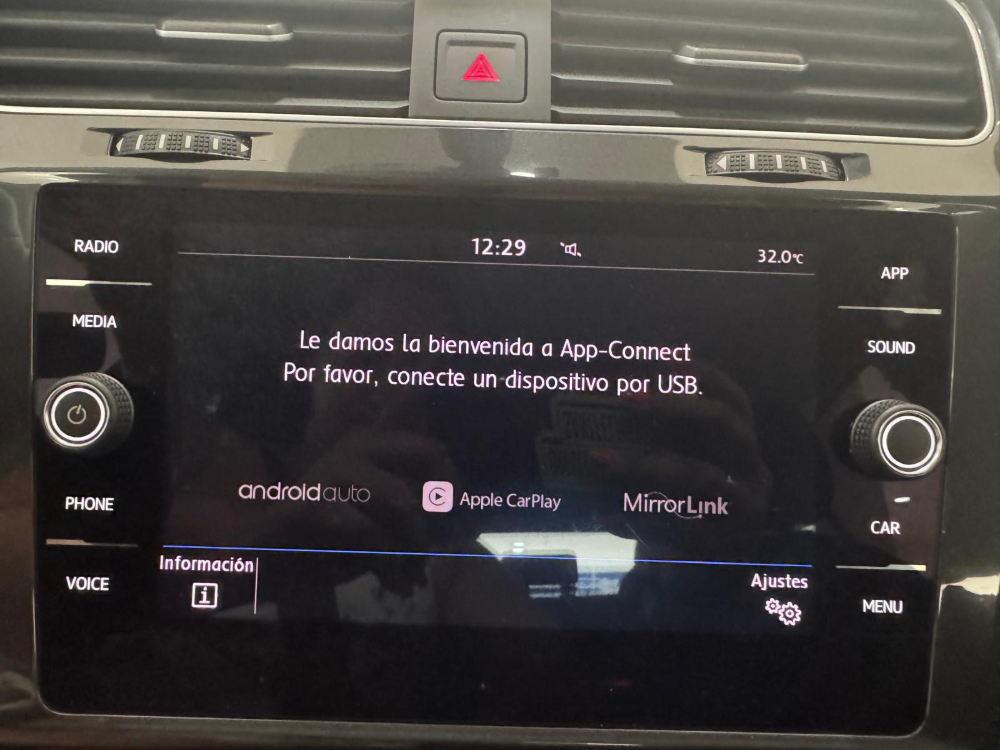 RADIO
MEDIA
PHONE
VOICE
12:29
32.0°C
Le damos la bienvenida a App-Connect
Por favor, conecte un dispositivo por USB.
androidauto
Apple CarPlay
MirrorLink
Información
i
Ajustes
APP
SOUND
CAR
MENU